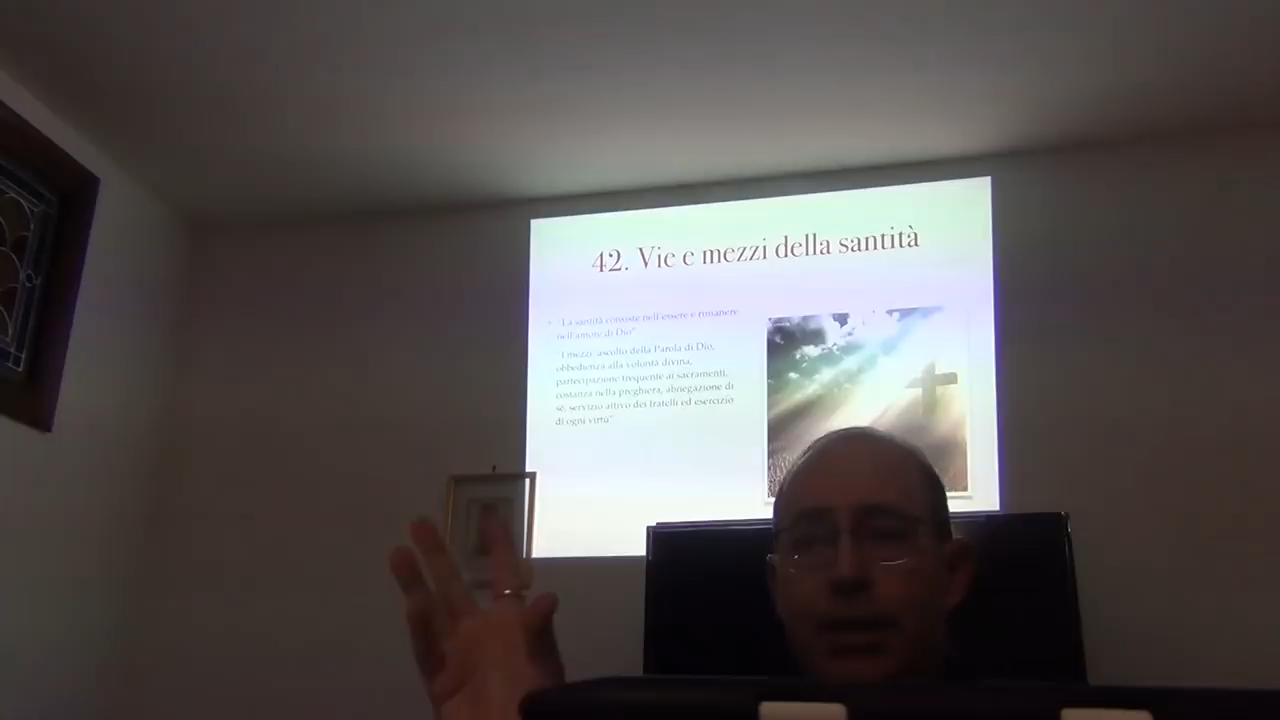 42. Vie e mezzi della santità
"La santità consiste nell'essere e rimanere
nell'amore di Dio"
"I mezzi: ascolto della Parola di Dio,
obbedienza alla volontà divina,
partecipazione frequente ai sacramenti,
costanza nella preghiera, abnegazione di
sé, servizio attivo dei fratelli ed esercizio
di ogni virtù"